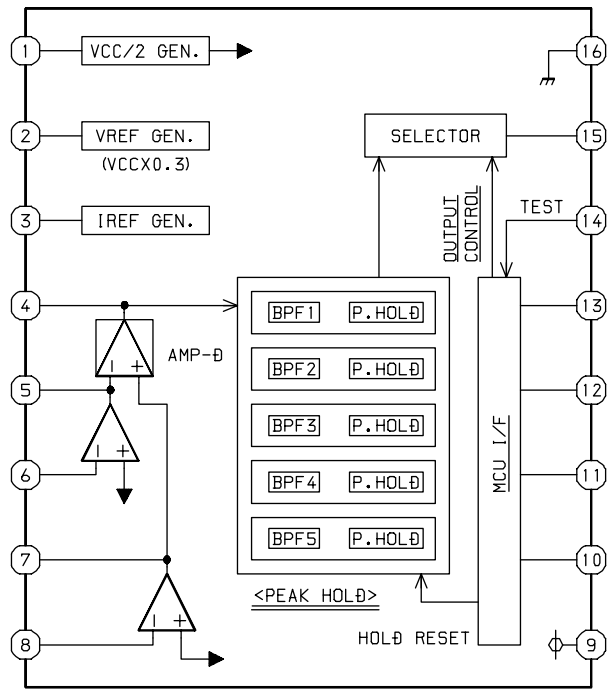 1
VCC/2 GEN.
16
2
VREF GEN.
(VCCX0.3)
SELECTOR
15
3
IREF GEN.
OUTPUT
CONTROL
TEST
14
4
BPF1 P.HOLD
13
AMP-D
- +
5
BPF2 P.HOLD
12
BPF3 P.HOLD
- +
6
MCU I/F
11
BPF4 P.HOLD
7
BPF5 P.HOLD
10
<PEAK HOLD>
- +
8
HOLD RESET
9